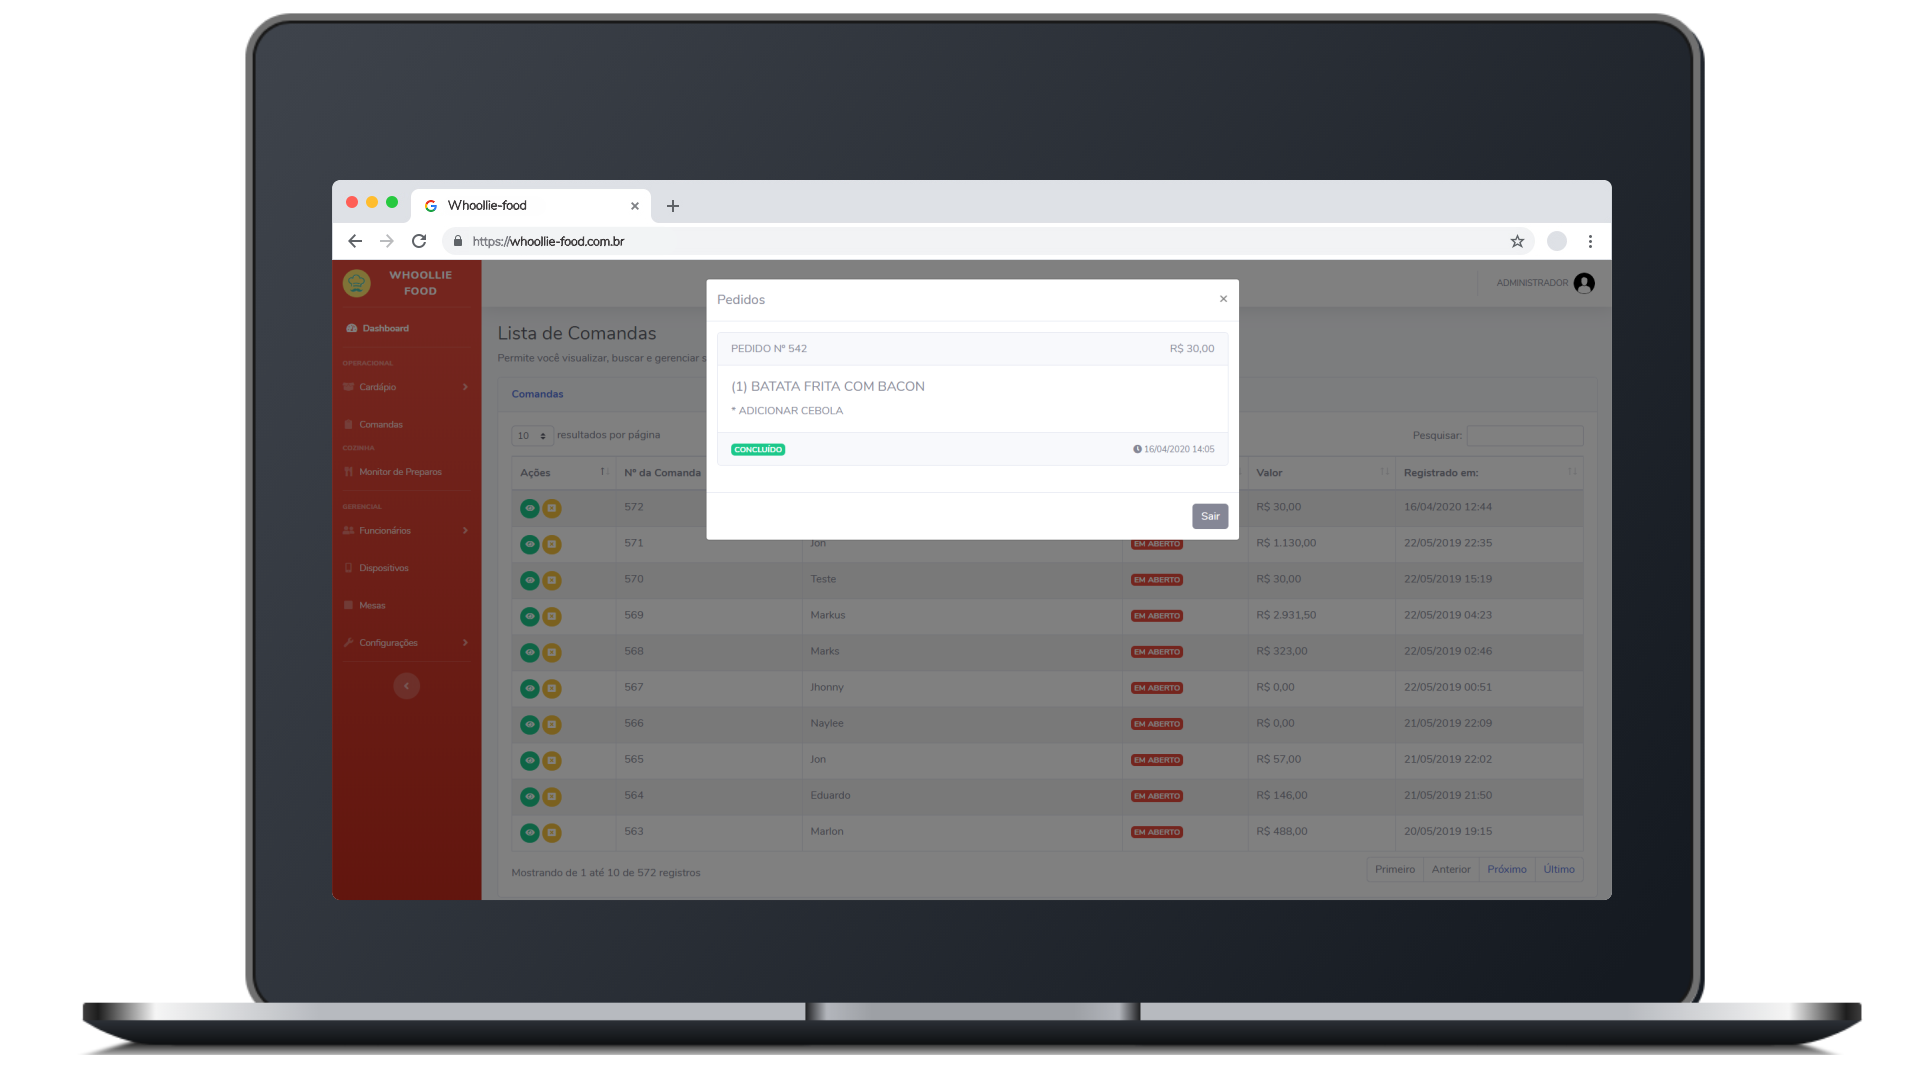 Whoollie-food
https://whoollie-food.com.br
WHOOLLIE
FOOD
Dashboard
OPERACIONAL
Cardápio
Comandas
COZINHA
Monitor de Preparos
GERENCIAL
Funcionários
Dispositivos
Mesas
Configurações
ADMINISTRADOR
Lista de Comandas
Permite você visualizar, buscar e gerenciar s
Comandas
10 resultados por página
Pesquisar:
Ações Nº da Comanda Valor Registrado em:
572 R$ 30,00 16/04/2020 12:44
571 Jon EM ABERTO R$ 1.130,00 22/05/2019 22:35
570 Teste EM ABERTO R$ 30,00 22/05/2019 15:19
569 Markus EM ABERTO R$ 2.931,50 22/05/2019 04:23
568 Marks EM ABERTO R$ 323,00 22/05/2019 02:46
567 Jhonny EM ABERTO R$ 0,00 22/05/2019 00:51
566 Naylee EM ABERTO R$ 0,00 21/05/2019 22:09
565 Jon EM ABERTO R$ 57,00 21/05/2019 22:02
564 Eduardo EM ABERTO R$ 146,00 21/05/2019 21:50
563 Marlon EM ABERTO R$ 488,00 20/05/2019 19:15
Mostrando de 1 até 10 de 572 registros
Primeiro Anterior Próximo Último
Pedidos ×
PEDIDO Nº 542 R$ 30,00
(1) BATATA FRITA COM BACON
* ADICIONAR CEBOLA
CONCLUÍDO 16/04/2020 14:05
Sair